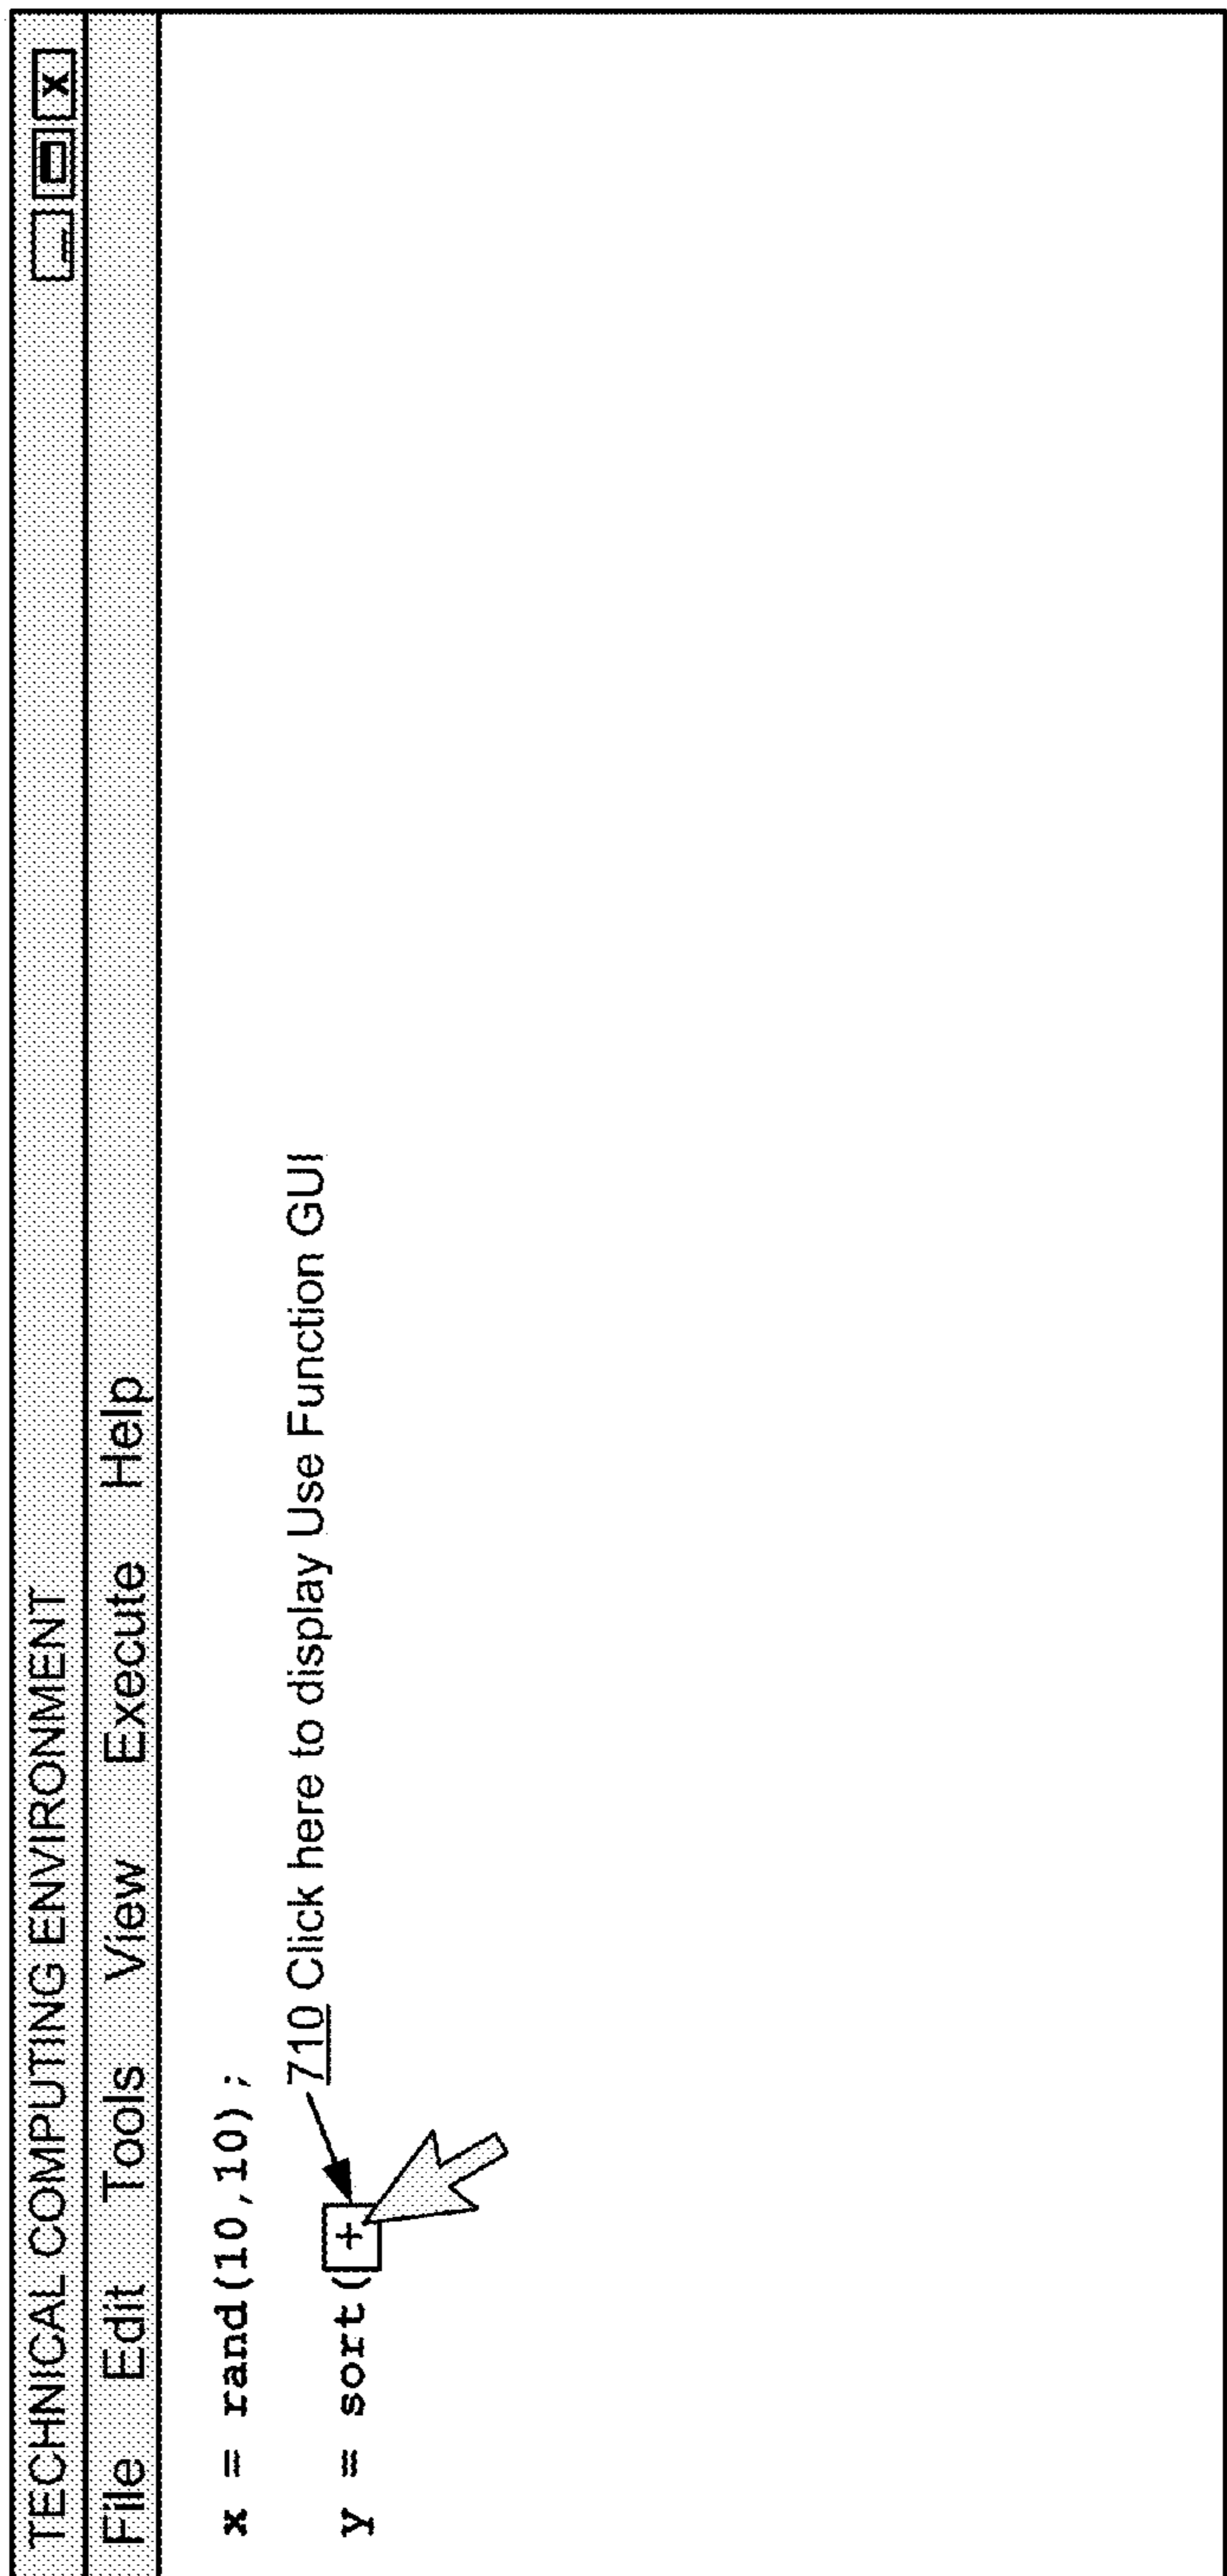 TECHNICAL COMPUTING ENVIRONMENT
File Edit Tools View Execute Help
x = rand(10,10);
710 Click here to display Use Function GUI
y = sort(+